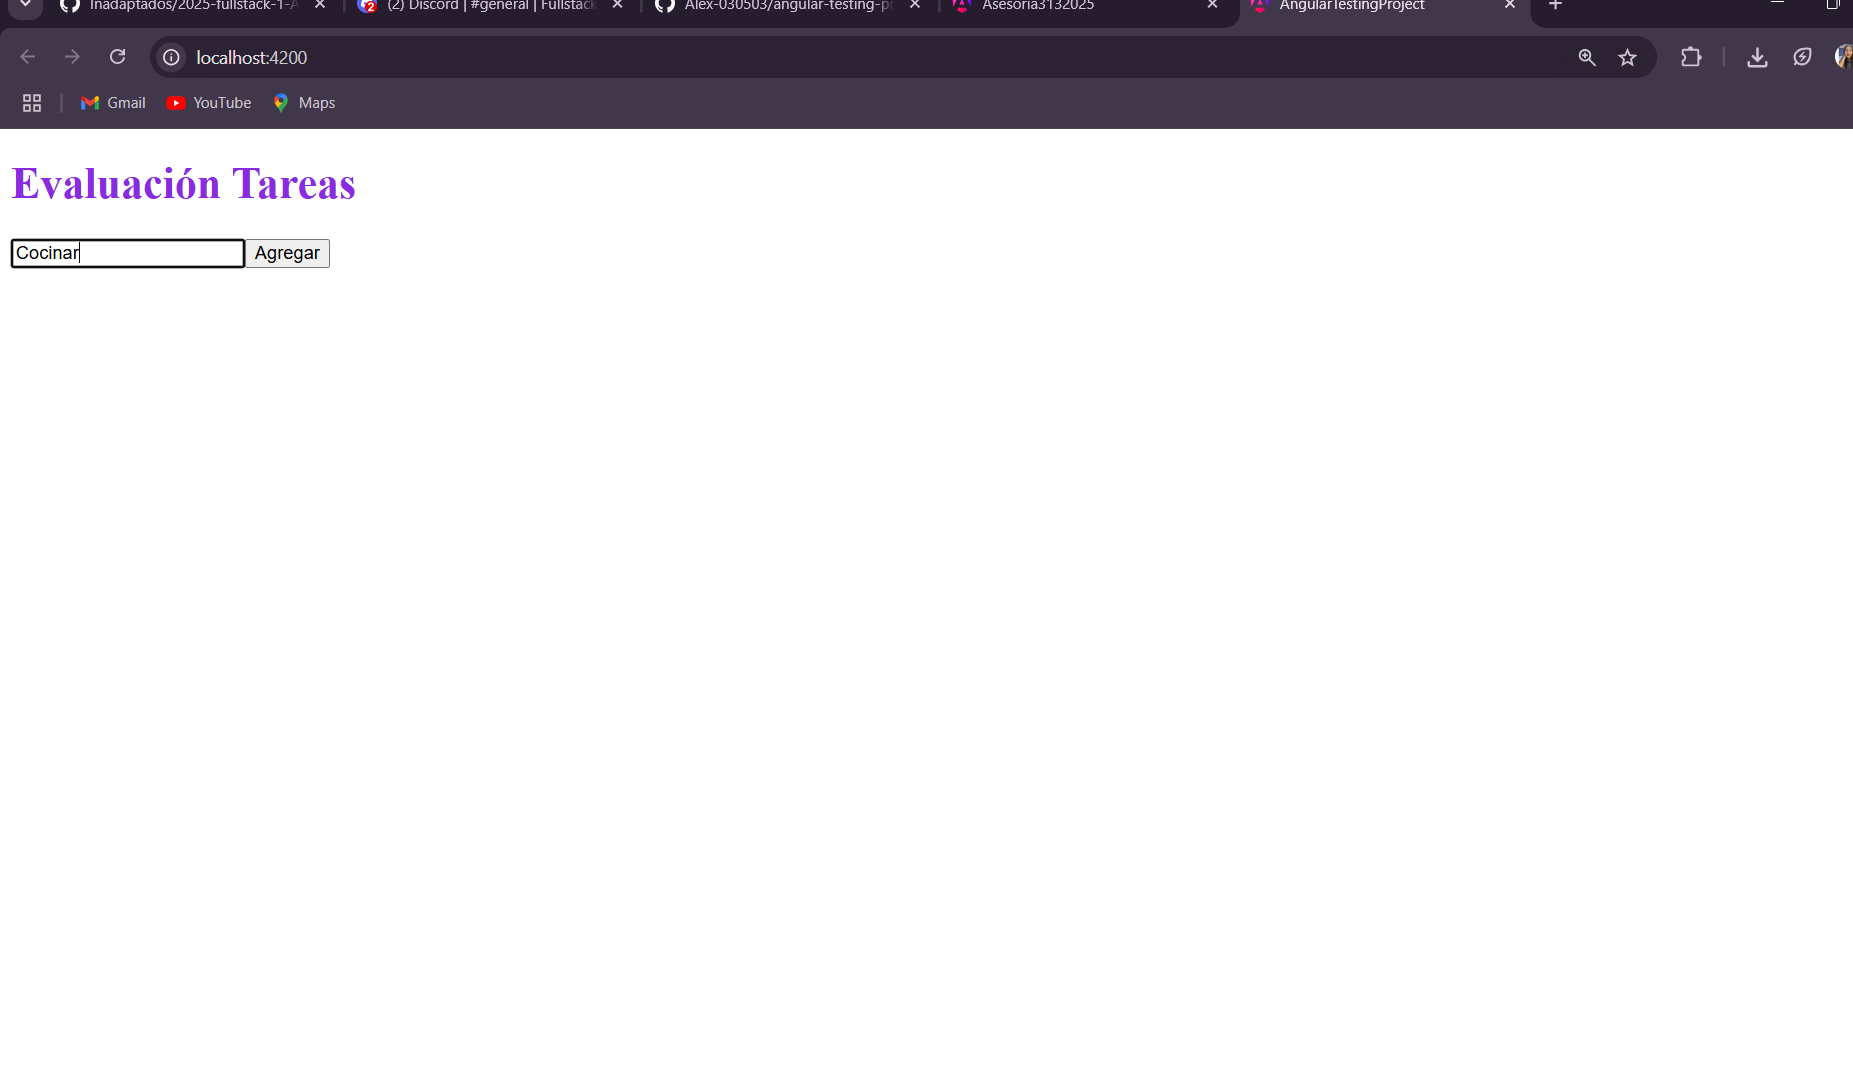 Inadaptados/2025-fullstack-1-A
(2) Discord | #general | Fullstack
Alex-030503/angular-testing-pr
Asesoria3132025
AngularTestingProject
localhost:4200
Gmail
YouTube
Maps
Evaluación Tareas
Cocinar
Agregar